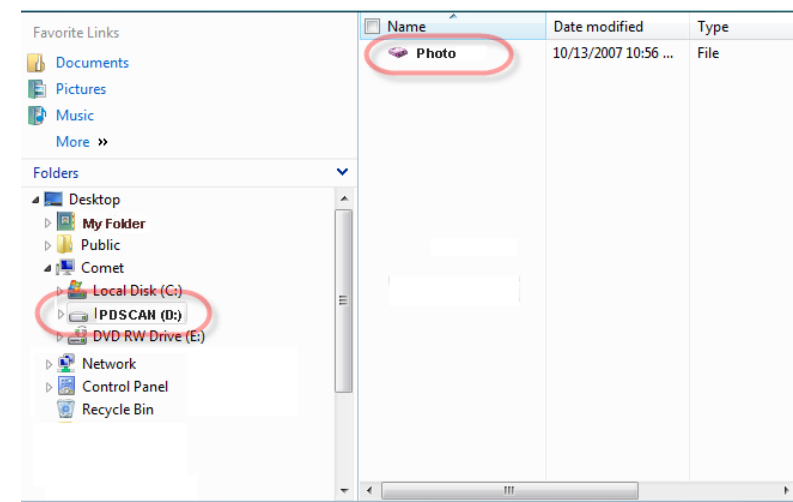 Favorite Links
Documents
Pictures
Music
More »
Folders
Desktop
My Folder
Public
Comet
Local Disk (C:)
PDSCAN (D:)
DVD RW Drive (E:)
Network
Control Panel
Recycle Bin
Name Date modified Type
Photo 10/13/2007 10:56 ... File